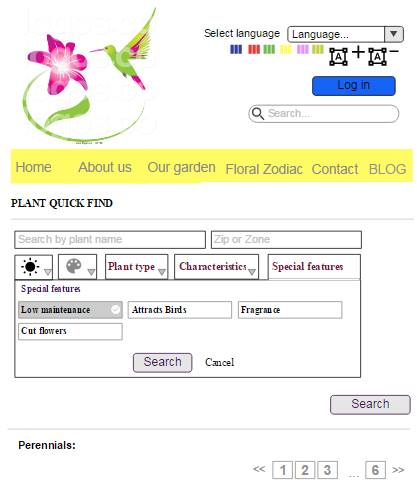 Select language Language...
A + A -
Log in
Search...
Home About us Our garden Floral Zodiac Contact BLOG
PLANT QUICK FIND
Search by plant name Zip or Zone
Plant type Characteristics Special features
Special features
Low maintenance Attracts Birds Fragrance
Cut flowers
Search Cancel
Search
Perennials:
<< 1 2 3 ... 6 >>